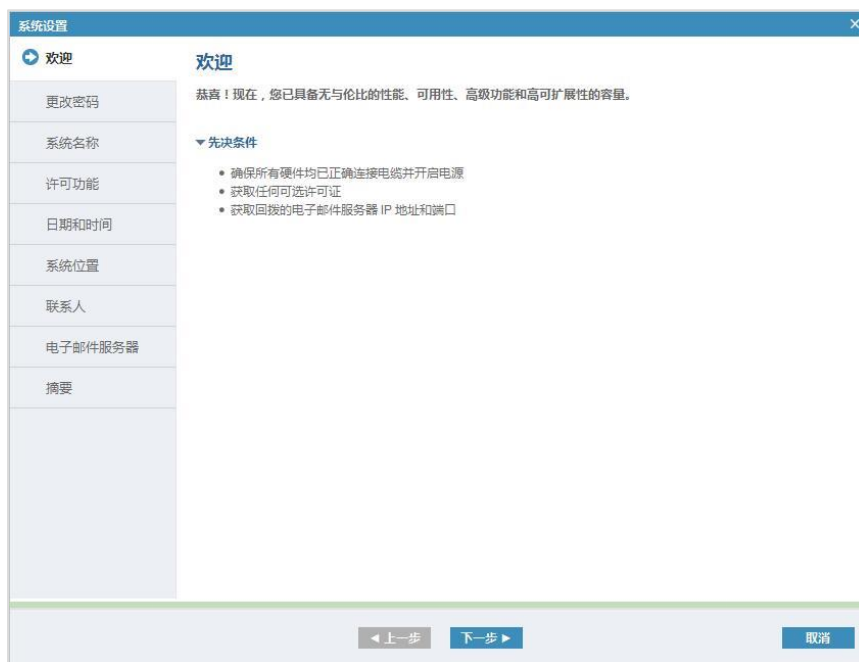 系统设置
欢迎
更改密码
系统名称
许可功能
日期和时间
系统位置
联系人
电子邮件服务器
摘要
欢迎
恭喜！现在，您已具备无与伦比的性能、可用性、高级功能和高可扩展性的容量。
先决条件
确保所有硬件均已正确连接电缆并开启电源
获取任何可选许可证
获取回拨的电子邮件服务器 IP 地址和端口
上一步
下一步
取消